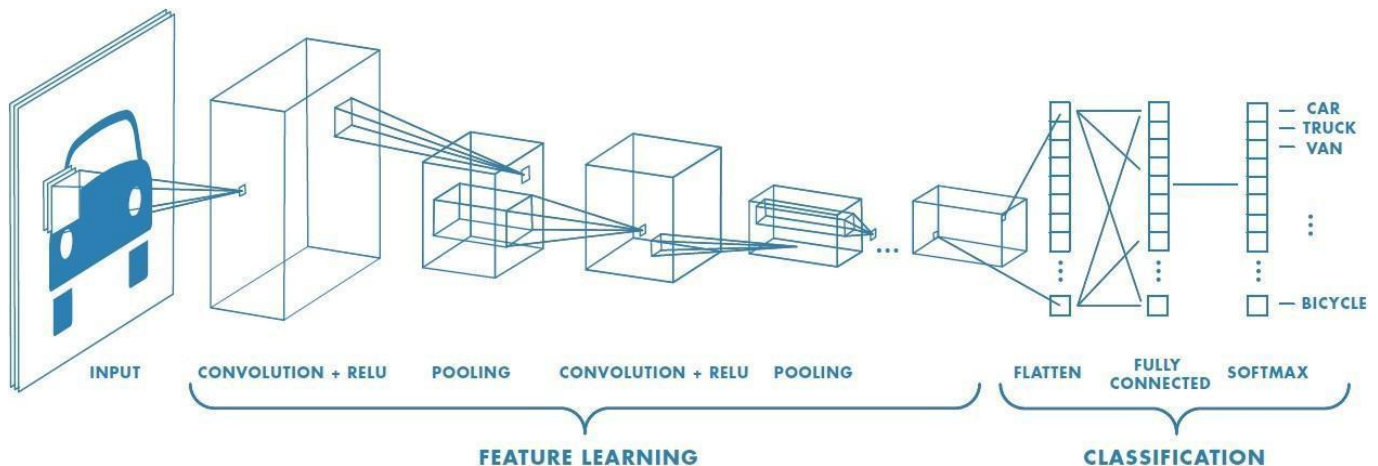 CAR
TRUCK
VAN
BICYCLE
INPUT
CONVOLUTION + RELU
POOLING
CONVOLUTION + RELU
POOLING
FLATTEN
FULLY
CONNECTED
SOFTMAX
FEATURE LEARNING
CLASSIFICATION